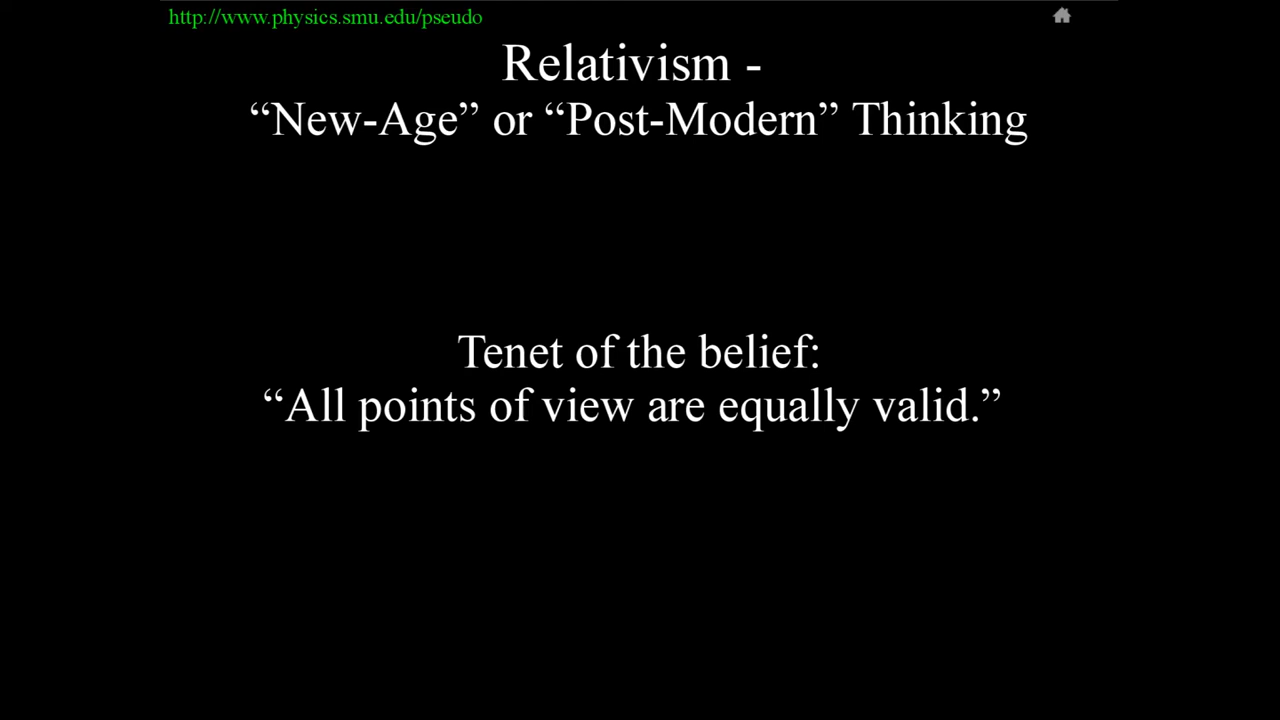 http://www.physics.smu.edu/pseudo
Relativism -
“New-Age” or “Post-Modern” Thinking
Tenet of the belief:
“All points of view are equally valid.”